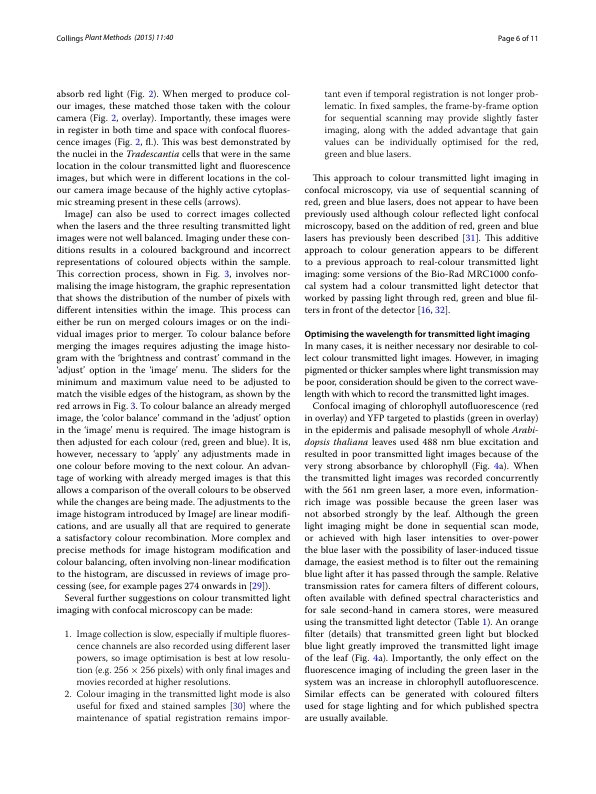 Collings Plant Methods (2015) 11:40
Page 6 of 11
absorb red light (Fig. 2). When merged to produce col-
our images, these matched those taken with the colour
camera (Fig. 2, overlay). Importantly, these images were
in register in both time and space with confocal fluores-
cence images (Fig. 2, fl.). This was best demonstrated by
the nuclei in the Tradescantia cells that were in the same
location in the colour transmitted light and fluorescence
images, but which were in different locations in the col-
our camera image because of the highly active cytoplas-
mic streaming present in these cells (arrows).
ImageJ can also be used to correct images collected
when the lasers and the three resulting transmitted light
images were not well balanced. Imaging under these con-
ditions results in a coloured background and incorrect
representations of coloured objects within the sample.
This correction process, shown in Fig. 3, involves nor-
malising the image histogram, the graphic representation
that shows the distribution of the number of pixels with
different intensities within the image. This process can
either be run on merged colours images or on the indi-
vidual images prior to merger. To colour balance before
merging the images requires adjusting the image histo-
gram with the 'brightness and contrast' command in the
'adjust' option in the 'image' menu. The sliders for the
minimum and maximum value need to be adjusted to
match the visible edges of the histogram, as shown by the
red arrows in Fig. 3. To colour balance an already merged
image, the 'color balance' command in the 'adjust' option
in the 'image' menu is required. The image histogram is
then adjusted for each colour (red, green and blue). It is,
however, necessary to 'apply' any adjustments made in
one colour before moving to the next colour. An advan-
tage of working with already merged images is that this
allows a comparison of the overall colours to be observed
while the changes are being made. The adjustments to the
image histogram introduced by ImageJ are linear modifi-
cations, and are usually all that are required to generate
a satisfactory colour recombination. More complex and
precise methods for image histogram modification and
colour balancing, often involving non-linear modification
to the histogram, are discussed in reviews of image pro-
cessing (see, for example pages 274 onwards in [29]).
Several further suggestions on colour transmitted light
imaging with confocal microscopy can be made:
1. Image collection is slow, especially if multiple fluores-
cence channels are also recorded using different laser
powers, so image optimisation is best at low resolu-
tion (e.g. 256 × 256 pixels) with only final images and
movies recorded at higher resolutions.
2. Colour imaging in the transmitted light mode is also
useful for fixed and stained samples [30] where the
maintenance of spatial registration remains impor-
tant even if temporal registration is not longer prob-
lematic. In fixed samples, the frame-by-frame option
for sequential scanning may provide slightly faster
imaging, along with the added advantage that gain
values can be individually optimised for the red,
green and blue lasers.
This approach to colour transmitted light imaging in
confocal microscopy, via use of sequential scanning of
red, green and blue lasers, does not appear to have been
previously used although colour reflected light confocal
microscopy, based on the addition of red, green and blue
lasers has previously been described [31]. This additive
approach to colour generation appears to be different
to a previous approach to real-colour transmitted light
imaging: some versions of the Bio-Rad MRC1000 confo-
cal system had a colour transmitted light detector that
worked by passing light through red, green and blue fil-
ters in front of the detector [16, 32].
Optimising the wavelength for transmitted light imaging
In many cases, it is neither necessary nor desirable to col-
lect colour transmitted light images. However, in imaging
pigmented or thicker samples where light transmission may
be poor, consideration should be given to the correct wave-
length with which to record the transmitted light images.
Confocal imaging of chlorophyll autofluorescence (red
in overlay) and YFP targeted to plastids (green in overlay)
in the epidermis and palisade mesophyll of whole Arabi-
dopsis thaliana leaves used 488 nm blue excitation and
resulted in poor transmitted light images because of the
very strong absorbance by chlorophyll (Fig. 4a). When
the transmitted light images was recorded concurrently
with the 561 nm green laser, a more even, information-
rich image was possible because the green laser was
not absorbed strongly by the leaf. Although the green
light imaging might be done in sequential scan mode,
or achieved with high laser intensities to over-power
the blue laser with the possibility of laser-induced tissue
damage, the easiest method is to filter out the remaining
blue light after it has passed through the sample. Relative
transmission rates for camera filters of different colours,
often available with defined spectral characteristics and
for sale second-hand in camera stores, were measured
using the transmitted light detector (Table 1). An orange
filter (details) that transmitted green light but blocked
blue light greatly improved the transmitted light image
of the leaf (Fig. 4a). Importantly, the only effect on the
fluorescence imaging of including the green laser in the
system was an increase in chlorophyll autofluorescence.
Similar effects can be generated with coloured filters
used for stage lighting and for which published spectra
are usually available.